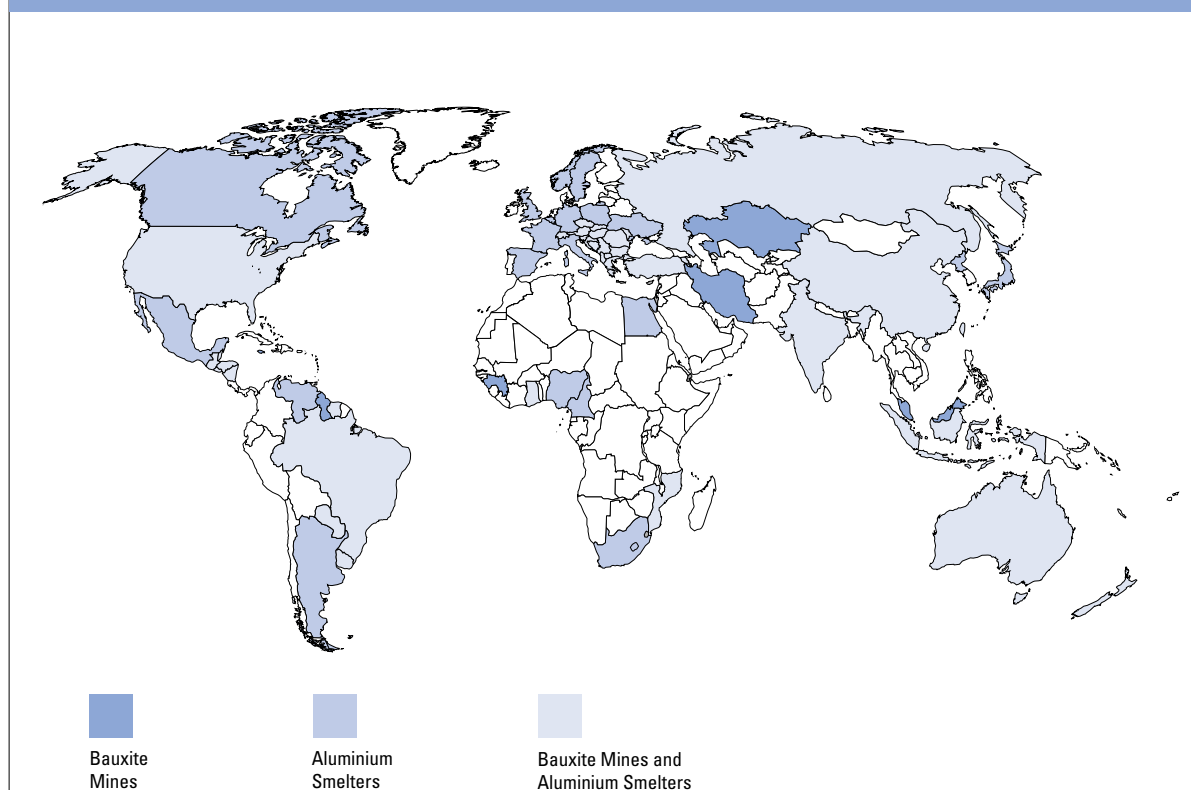 Bauxite
Mines
Aluminium
Smelters
Bauxite Mines and
Aluminium Smelters